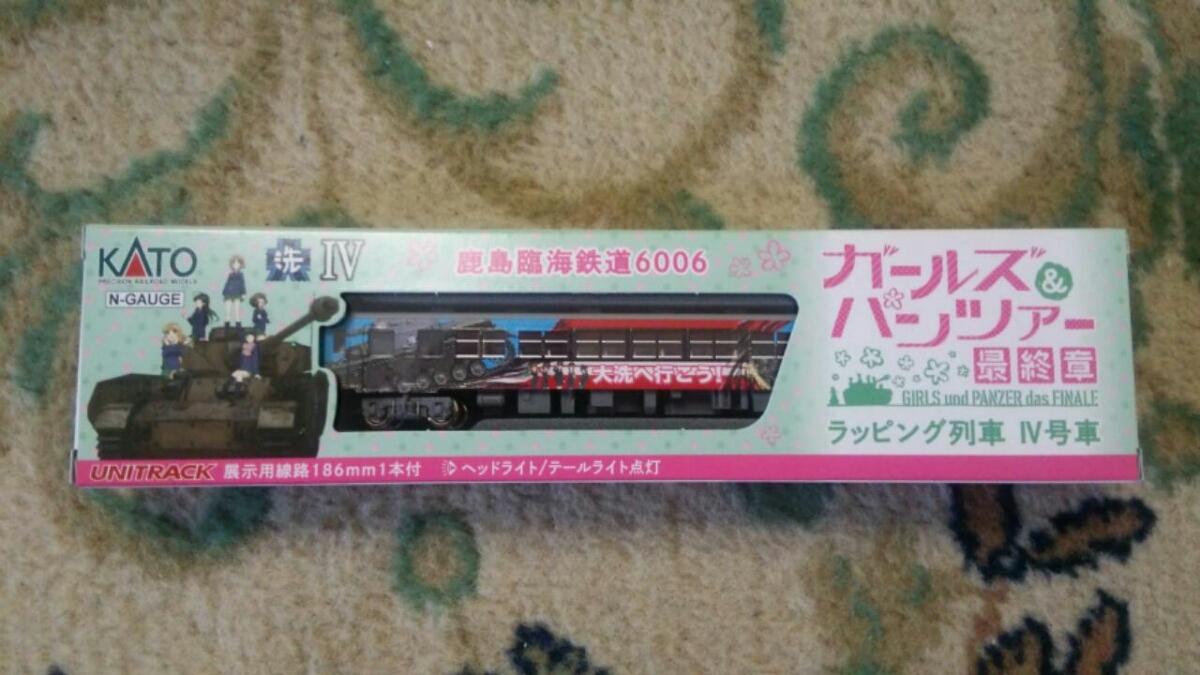 KATO
PRECISION RAILROAD MODELS
N-GAUGE
洗 IV
鹿島臨海鉄道6006
大洗へ行こう!
ガールズ&
パンツァー
最終章
GIRLS und PANZER das FINALE
ラッピング列車 Ⅳ号車
UNITRACK 展示用線路186mm1本付 ヘッドライト/テールライト点灯